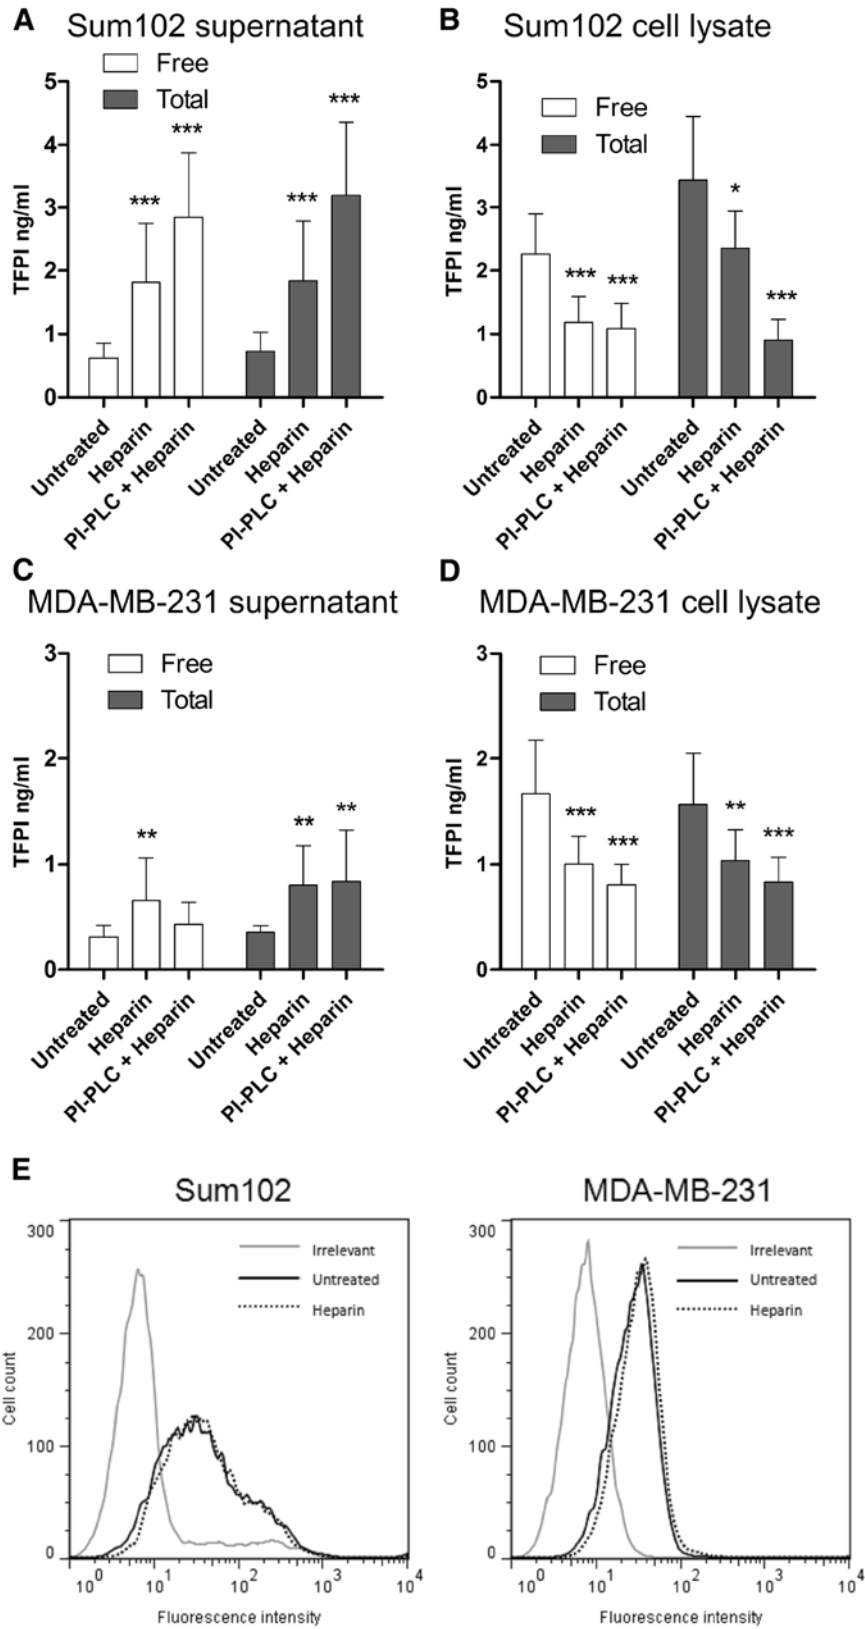 A Sum102 supernatant
Free
Total
TFPI ng/ml
5
4
3
2
1
0
***
***
***
***
Untreated
Heparin
PI-PLC + Heparin
Untreated
Heparin
PI-PLC + Heparin
B Sum102 cell lysate
Free
Total
TFPI ng/ml
5
4
3
2
1
0
***
***
*
***
Untreated
Heparin
PI-PLC + Heparin
Untreated
Heparin
PI-PLC + Heparin
C
MDA-MB-231 supernatant
Free
Total
TFPI ng/ml
3
2
1
0
**
**
**
Untreated
Heparin
PI-PLC + Heparin
Untreated
Heparin
PI-PLC + Heparin
D
MDA-MB-231 cell lysate
Free
Total
TFPI ng/ml
3
2
1
0
***
***
**
***
Untreated
Heparin
PI-PLC + Heparin
Untreated
Heparin
PI-PLC + Heparin
E
Sum102
Irrelevant
Untreated
Heparin
Cell count
300
200
100
0
10^0 10^1 10^2 10^3 10^4
Fluorescence intensity
MDA-MB-231
Irrelevant
Untreated
Heparin
Cell count
300
200
100
0
10^0 10^1 10^2 10^3 10^4
Fluorescence intensity